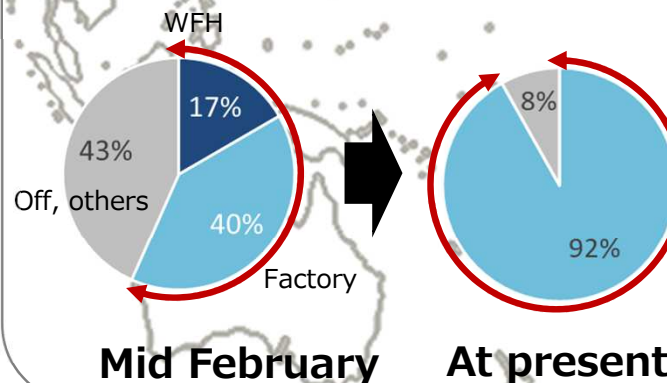 WFH
17%
43%
Off, others
40%
Factory
Mid February
8%
92%
At present